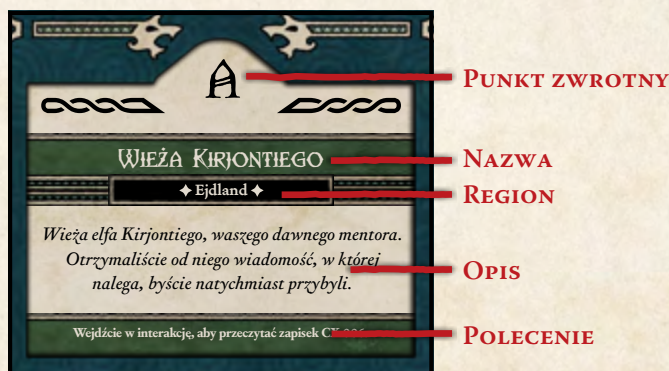 A
Punkt zwrotny
Wieża Kirjontiego
Nazwa
Ejdland
Region
Wieża elfa Kirjontiego, waszego dawnego mentora.
Otrzymaliście od niego wiadomość, w której
nalega, byście natychmiast przybyli.
Opis
Wejdźcie w interakcję, aby przeczytać zapisek
Polecenie